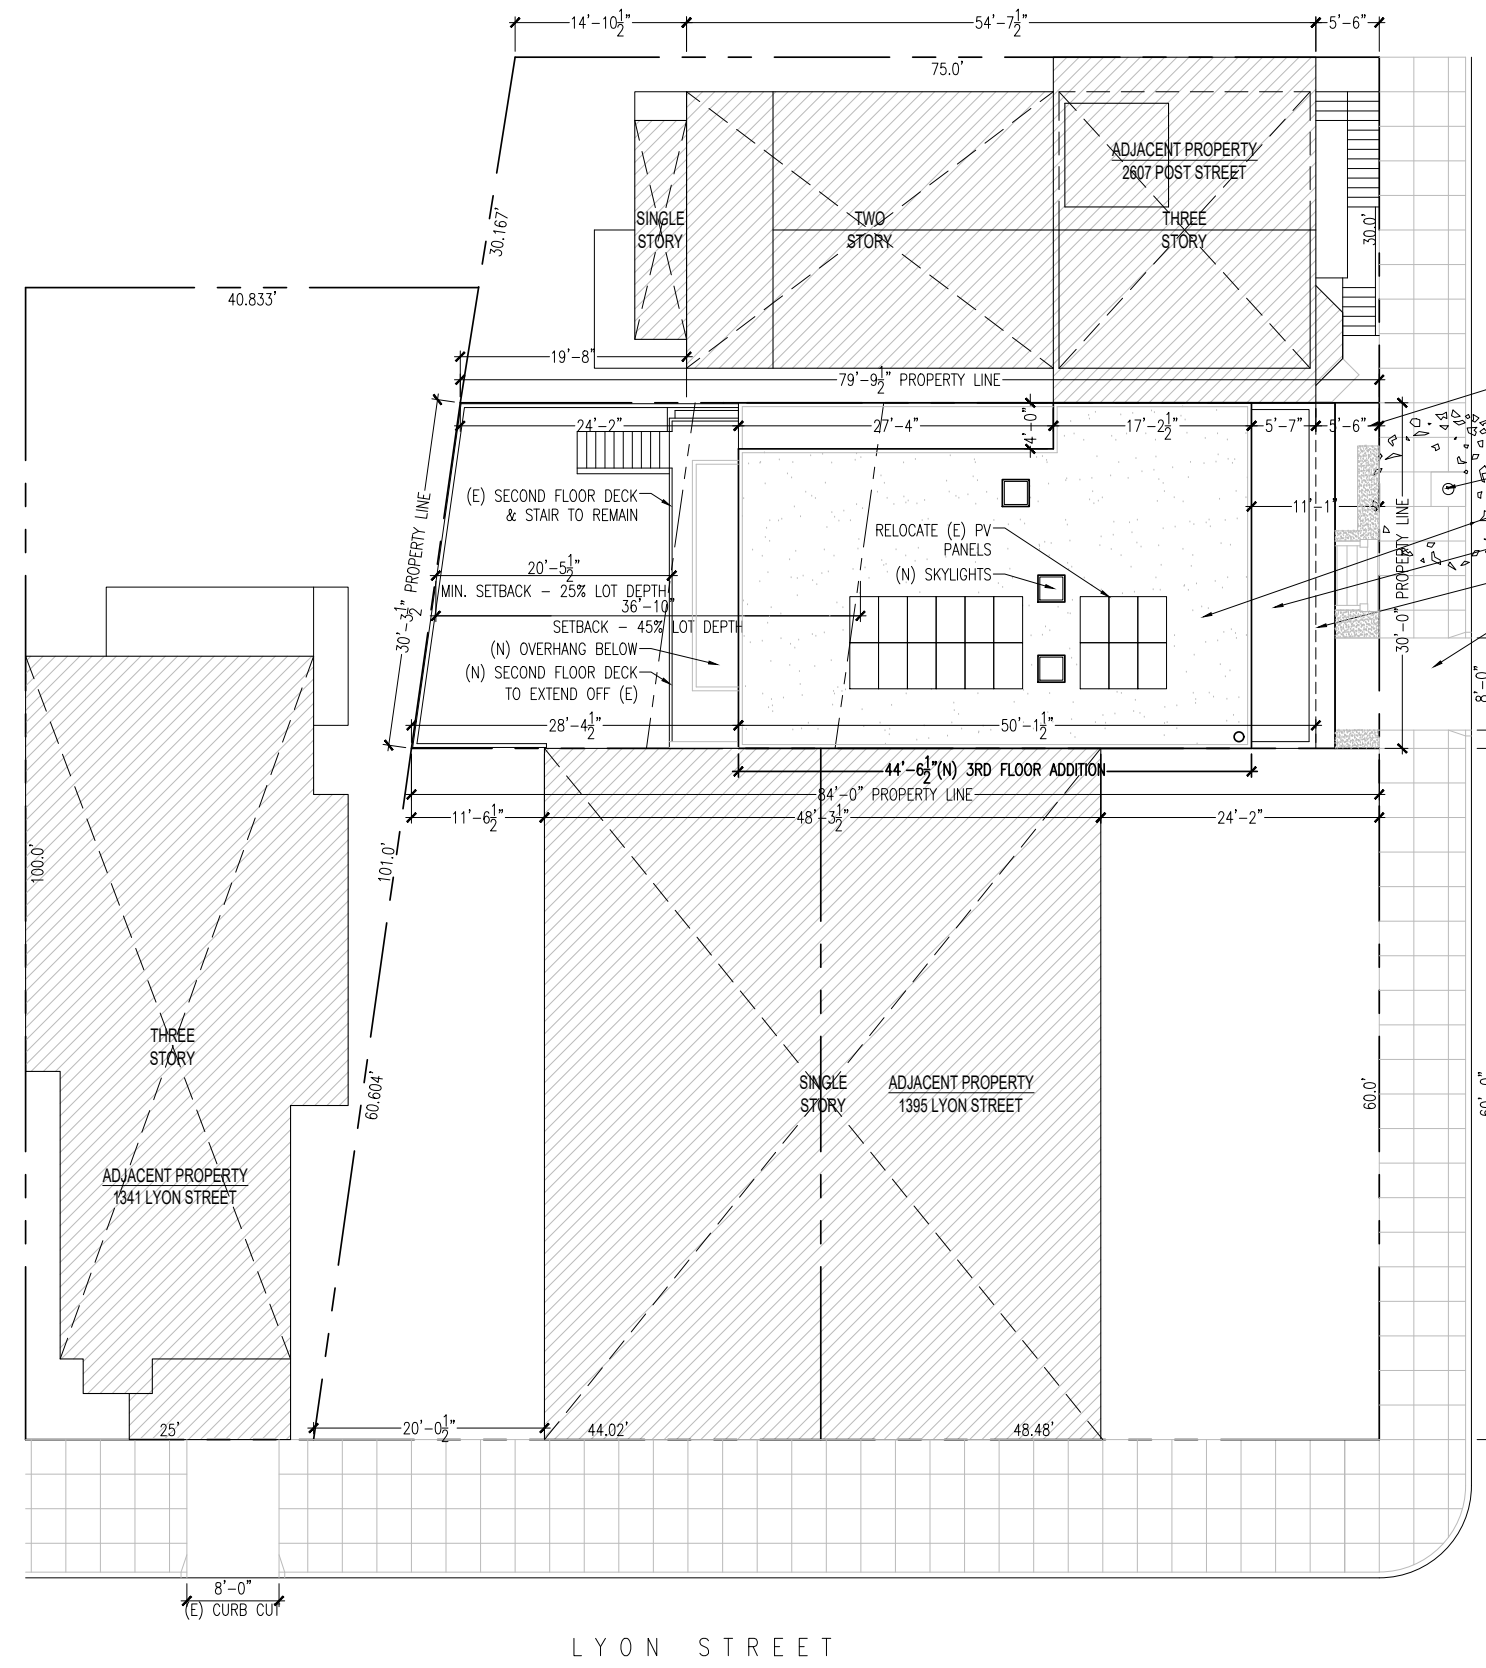 14'-10 1/2"
54'-7 1/2"
5'-6"
75.0'
ADJACENT PROPERTY
2607 POST STREET
SINGLE
STORY
TWO
STORY
THREE
STORY
30.167'
30.0'
40.833'
19'-8"
79'-9 1/2" PROPERTY LINE
24'-2"
27'-4"
4'-0"
17'-2 1/2"
5'-7"
5'-6"
11'-1"
(E) SECOND FLOOR DECK
& STAIR TO REMAIN
RELOCATE (E) PV
PANELS
(N) SKYLIGHTS
20'-5 1/2"
MIN. SETBACK - 25% LOT DEPTH
36'-10"
SETBACK - 45% LOT DEPTH
(N) OVERHANG BELOW
(N) SECOND FLOOR DECK
TO EXTEND OFF (E)
30'-3 1/2" PROPERTY LINE
30'-0" PROPERTY LINE
8'-0"
28'-4 1/2"
50'-1 1/2"
44'-6 1/2" (N) 3RD FLOOR ADDITION
84'-0" PROPERTY LINE
11'-6 1/2"
48'-3 1/2"
24'-2"
100.0'
101.0'
THREE
STORY
60.604'
SINGLE
STORY
ADJACENT PROPERTY
1395 LYON STREET
60.0'
60'-0"
ADJACENT PROPERTY
1341 LYON STREET
25'
20'-0 1/2"
44.02'
48.48'
8'-0"
(E) CURB CUT
LYON STREET